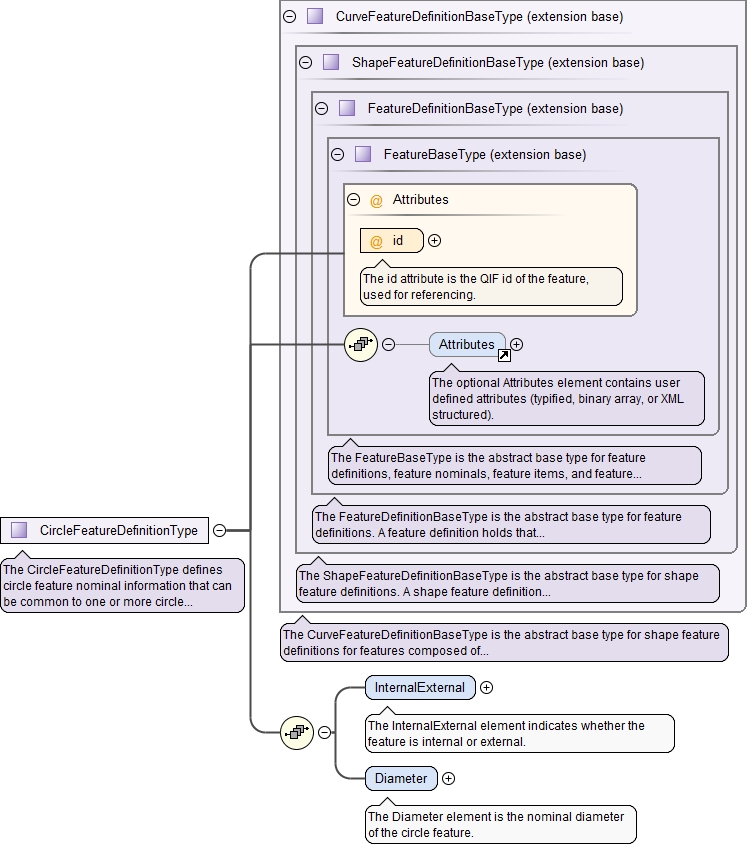 CurveFeatureDefinitionBaseType (extension base)
ShapeFeatureDefinitionBaseType (extension base)
FeatureDefinitionBaseType (extension base)
FeatureBaseType (extension base)
@ Attributes
@ id
The id attribute is the QIF id of the feature,
used for referencing.
Attributes
The optional Attributes element contains user
defined attributes (typified, binary array, or XML
structured).
The FeatureBaseType is the abstract base type for feature
definitions, feature nominals, feature items, and feature...
The FeatureDefinitionBaseType is the abstract base type for feature
definitions. A feature definition holds that...
CircleFeatureDefinitionType
The CircleFeatureDefinitionType defines
circle feature nominal information that can
be common to one or more circle...
The ShapeFeatureDefinitionBaseType is the abstract base type for shape
feature definitions. A shape feature definition...
The CurveFeatureDefinitionBaseType is the abstract base type for shape feature
definitions for features composed of...
InternalExternal
The InternalExternal element indicates whether the
feature is internal or external.
Diameter
The Diameter element is the nominal diameter
of the circle feature.